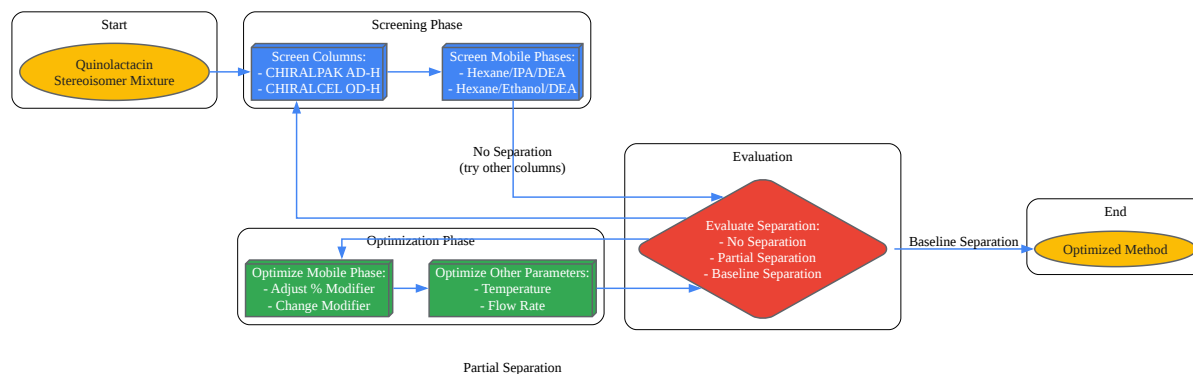 Start
Quinolactacin
Stereoisomer Mixture
Screening Phase
Screen Columns:
- CHIRALPAK AD-H
- CHIRALCEL OD-H
Screen Mobile Phases:
- Hexane/IPA/DEA
- Hexane/Ethanol/DEA
No Separation
(try other columns)
Evaluation
Evaluate Separation:
- No Separation
- Partial Separation
- Baseline Separation
Baseline Separation
End
Optimized Method
Optimization Phase
Optimize Mobile Phase:
- Adjust % Modifier
- Change Modifier
Optimize Other Parameters:
- Temperature
- Flow Rate
Partial Separation